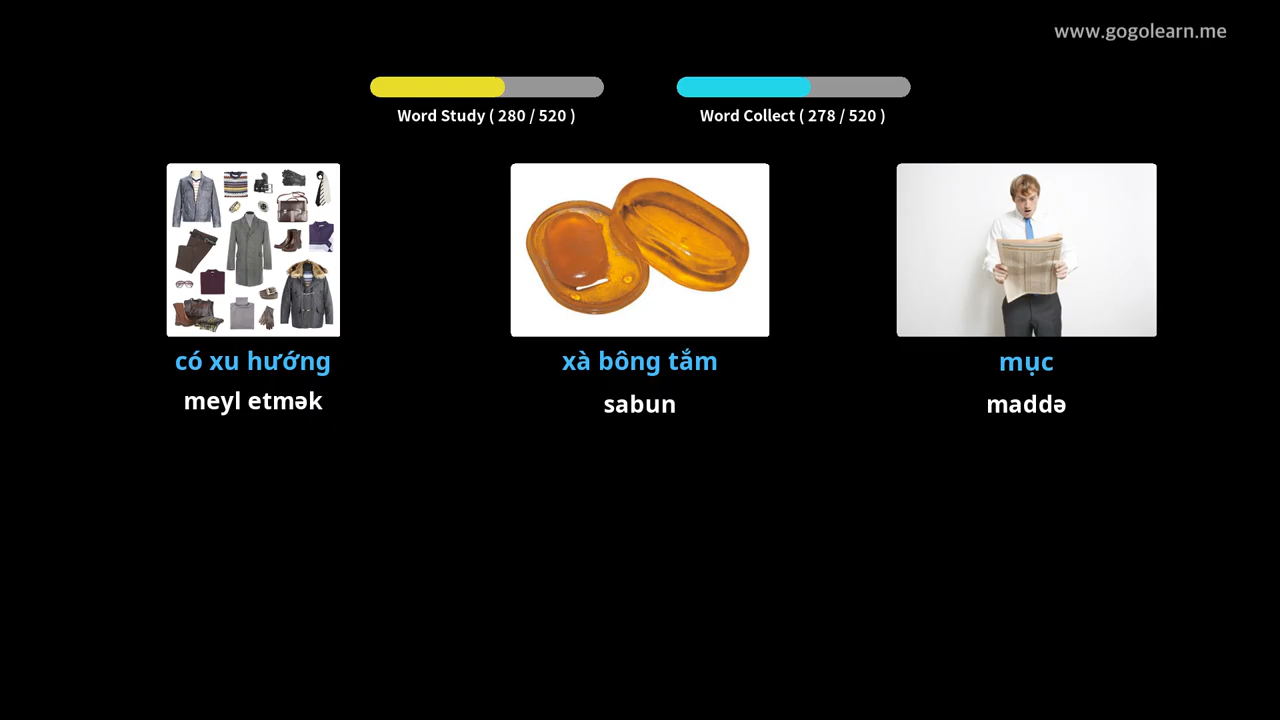 www.gogolearn.me
Word Study ( 280 / 520 )
Word Collect ( 278 / 520 )
có xu hướng
meyl etmək
xà bông tắm
sabun
mục
maddə